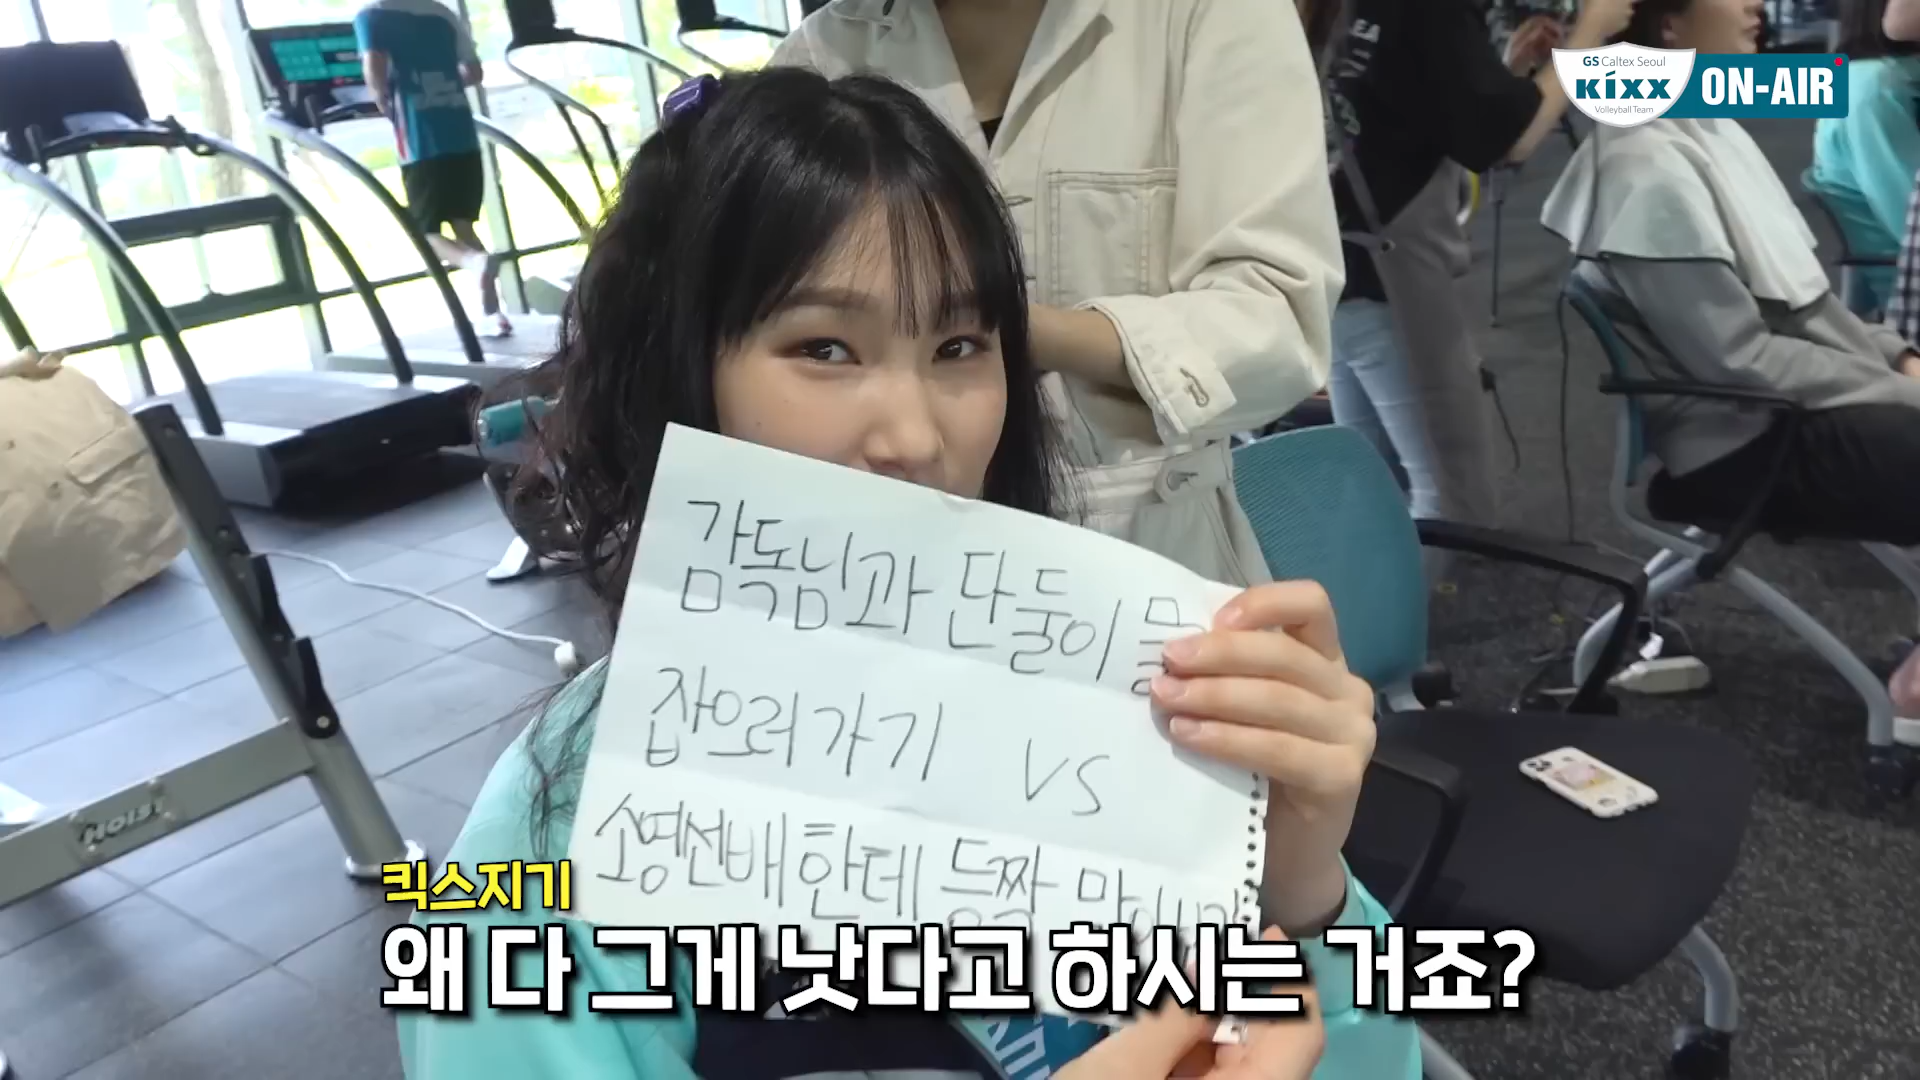 GS Caltex Seoul
KIXX
Volleyball Team
ON-AIR
감독님과 단둘이
잡으러 가기 VS
소영선배한테 등짝
HOIST
킥스지기
왜 다 그게 낫다고 하시는 거죠?